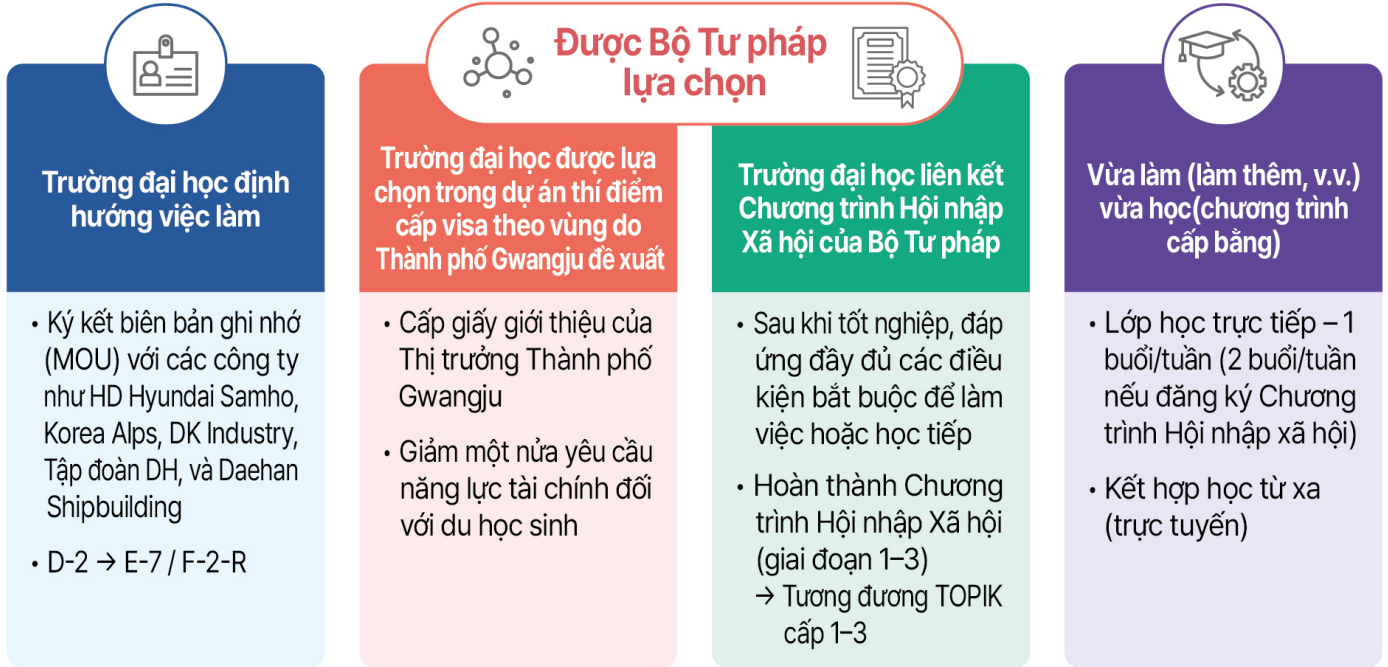 Được Bộ Tư pháp
lựa chọn
Trường đại học định
hướng việc làm
• Ký kết biên bản ghi nhớ
(MOU) với các công ty
như HD Hyundai Samho,
Korea Alps, DK Industry,
Tập đoàn DH, và Daehan
Shipbuilding
• D-2 → E-7 / F-2-R
Trường đại học được lựa
chọn trong dự án thí điểm
cấp visa theo vùng do
Thành phố Gwangju đề xuất
• Cấp giấy giới thiệu của
Thị trưởng Thành phố
Gwangju
• Giảm một nửa yêu cầu
năng lực tài chính đối
với du học sinh
Trường đại học liên kết
Chương trình Hội nhập
Xã hội của Bộ Tư pháp
• Sau khi tốt nghiệp, đáp
ứng đầy đủ các điều
kiện bắt buộc để làm
việc hoặc học tiếp
• Hoàn thành Chương
trình Hội nhập Xã hội
(giai đoạn 1–3)
→ Tương đương TOPIK
cấp 1–3
Vừa làm (làm thêm, v.v.)
vừa học(chương trình
cấp bằng)
• Lớp học trực tiếp – 1
buổi/tuần (2 buổi/tuần
nếu đăng ký Chương
trình Hội nhập xã hội)
• Kết hợp học từ xa
(trực tuyến)